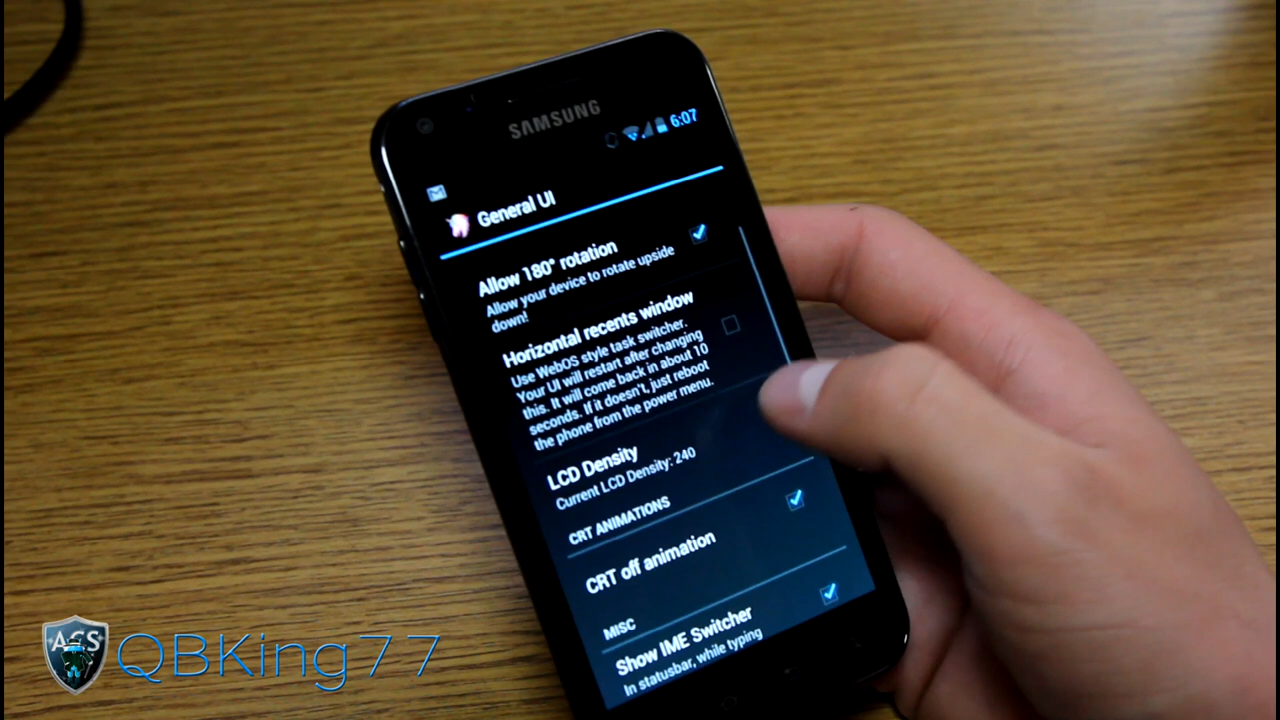 SAMSUNG
6:07
General UI
Allow 180° rotation
Allow your device to rotate upside
down!
Horizontal recents window
Use WebOS style task switcher.
Your UI will restart after changing
this. It will come back in about 10
seconds. If it doesn't, just reboot
the phone from the power menu.
LCD Density
Current LCD Density: 240
CRT ANIMATIONS
CRT off animation
MISC
Show IME Switcher
In statusbar, while typing
ACS
QBKing77